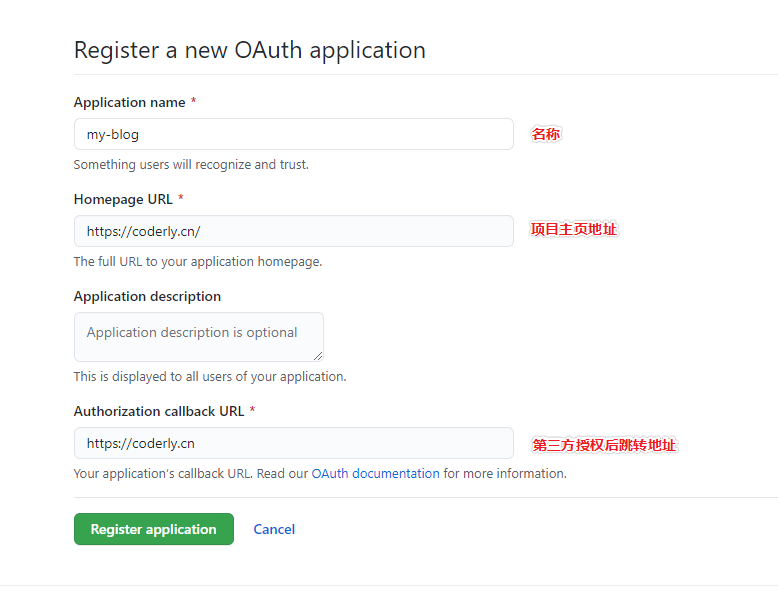 Register a new OAuth application
Application name *
my-blog
名称
Something users will recognize and trust.
Homepage URL *
https://coderly.cn/
项目主页地址
The full URL to your application homepage.
Application description
Application description is optional
This is displayed to all users of your application.
Authorization callback URL *
https://coderly.cn
第三方授权后跳转地址
Your application’s callback URL. Read our OAuth documentation for more information.
Register application
Cancel